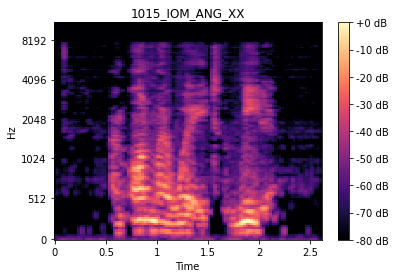 1015_IOM_ANG_XX
+0 dB
8192
-10 dB
-20 dB
4096
-30 dB
2048
Hz
-40 dB
1024
-50 dB
-60 dB
512
-70 dB
0
-80 dB
0
0.5
1
1.5
2
2.5
Time